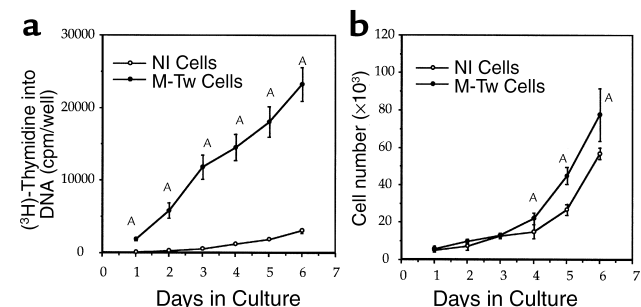 a
(³H)-Thymidine into
DNA (cpm/well)
30000
20000
10000
0
NI Cells
M-Tw Cells
A
A
A
A
A
A
0 1 2 3 4 5 6 7
Days in Culture
b
Cell number (×10³)
120
100
80
60
40
20
0
NI Cells
M-Tw Cells
A
A
A
0 1 2 3 4 5 6 7
Days in Culture